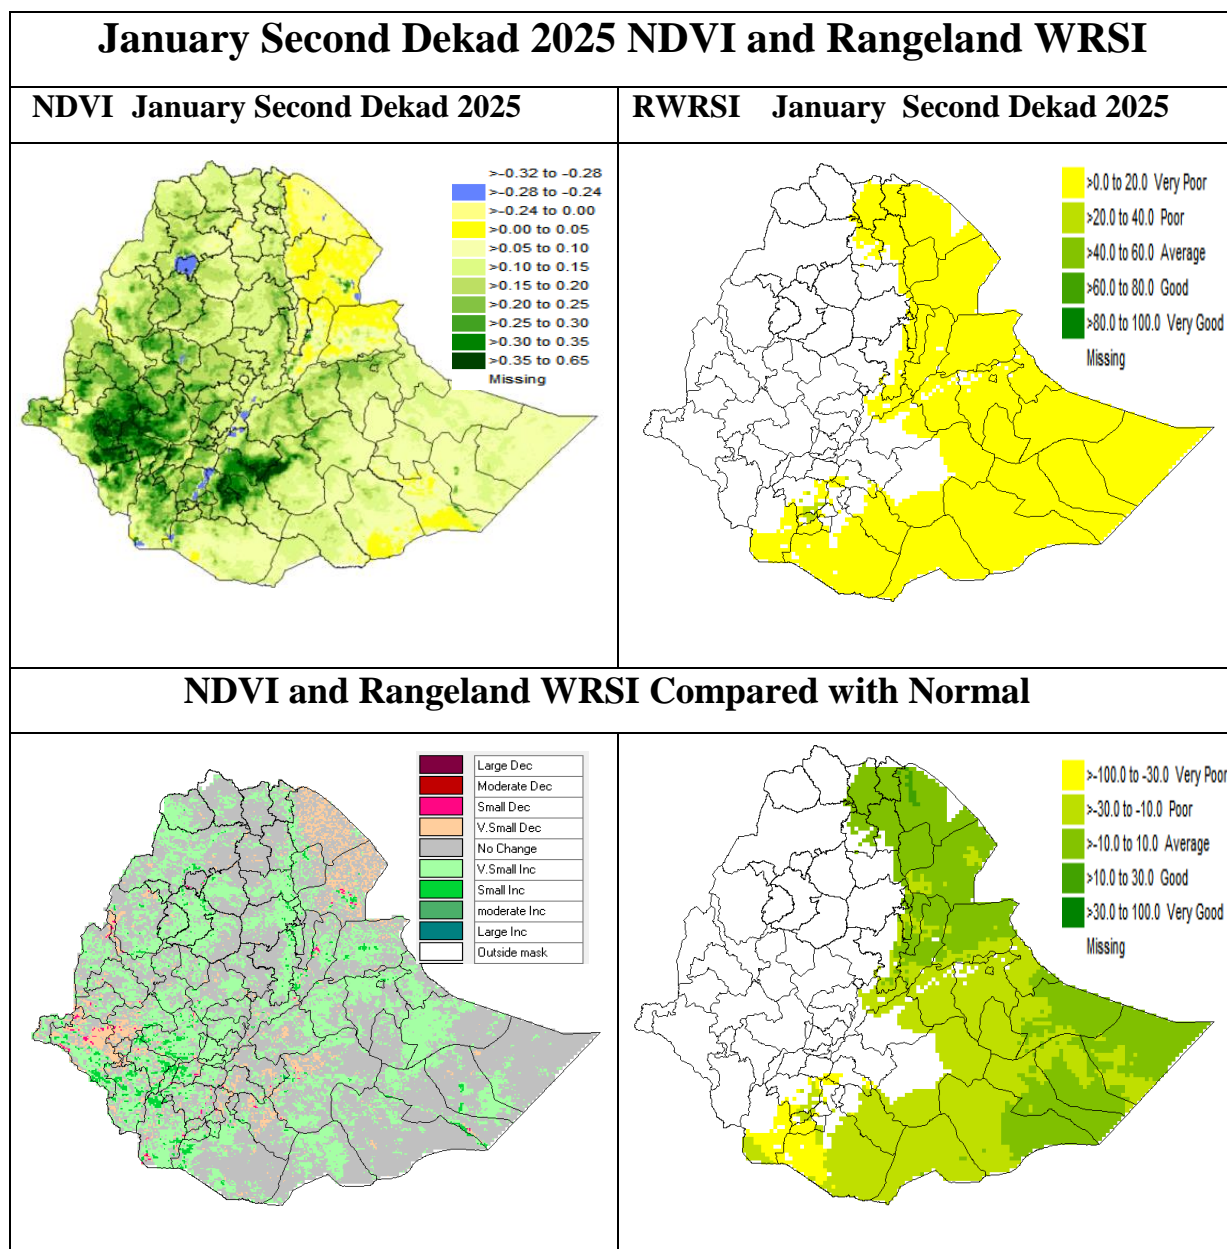 January Second Dekad 2025 NDVI and Rangeland WRSI
NDVI January Second Dekad 2025
RWRSI January Second Dekad 2025
>-0.32 to -0.28
>-0.28 to -0.24
>-0.24 to 0.00
>0.00 to 0.05
>0.05 to 0.10
>0.10 to 0.15
>0.15 to 0.20
>0.20 to 0.25
>0.25 to 0.30
>0.30 to 0.35
>0.35 to 0.65
Missing
>0.0 to 20.0 Very Poor
>20.0 to 40.0 Poor
>40.0 to 60.0 Average
>60.0 to 80.0 Good
>80.0 to 100.0 Very Good
Missing
NDVI and Rangeland WRSI Compared with Normal
Large Dec
Moderate Dec
Small Dec
V.Small Dec
No Change
V.Small Inc
Small Inc
moderate Inc
Large Inc
Outside mask
>-100.0 to -30.0 Very Poor
>-30.0 to -10.0 Poor
>-10.0 to 10.0 Average
>10.0 to 30.0 Good
>30.0 to 100.0 Very Good
Missing